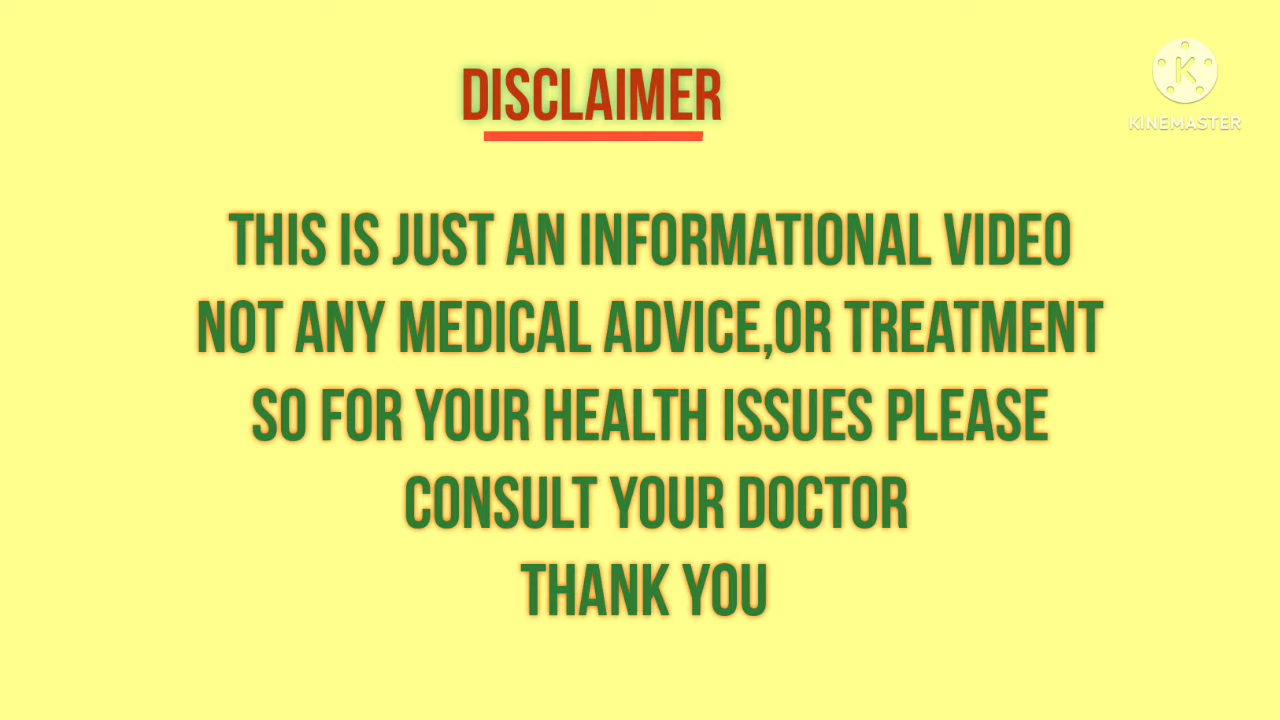 DISCLAIMER
K
KINEMASTER
THIS IS JUST AN INFORMATIONAL VIDEO
NOT ANY MEDICAL ADVICE,OR TREATMENT
SO FOR YOUR HEALTH ISSUES PLEASE
CONSULT YOUR DOCTOR
THANK YOU